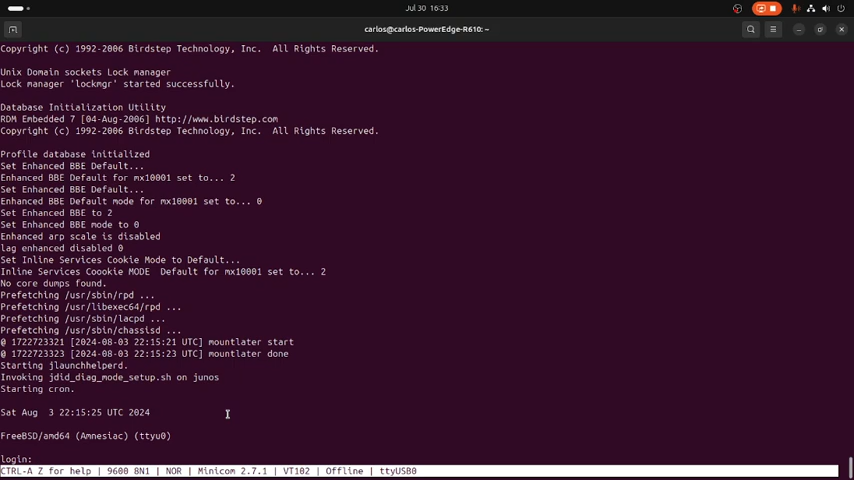 Jul 30 16:33
carlos@carlos-PowerEdge-R610: ~
Copyright (c) 1992-2006 Birdstep Technology, Inc.  All Rights Reserved.
Unix Domain sockets Lock manager
Lock manager 'lockmgr' started successfully.
Database Initialization Utility
RDM Embedded 7 [04-Aug-2006] http://www.birdstep.com
Copyright (c) 1992-2006 Birdstep Technology, Inc.  All Rights Reserved.
Profile database initialized
Set Enhanced BBE Default...
Enhanced BBE Default for mx10001 set to... 2
Set Enhanced BBE Default...
Enhanced BBE Default mode for mx10001 set to... 0
Set Enhanced BBE to 2
Set Enhanced BBE mode to 0
Enhanced arp scale is disabled
lag enhanced disabled 0
Set Inline Services Cookie Mode to Default...
Inline Services Coookie MODE  Default for mx10001 set to... 2
No core dumps found.
Prefetching /usr/sbin/rpd ...
Prefetching /usr/libexec64/rpd ...
Prefetching /usr/sbin/lacpd ...
Prefetching /usr/sbin/chassisd ...
@ 1722723321 [2024-08-03 22:15:21 UTC] mountlater start
@ 1722723323 [2024-08-03 22:15:23 UTC] mountlater done
Starting jlaunchhelperd.
Invoking jdid_diag_mode_setup.sh on junos
Starting cron.
Sat Aug  3 22:15:25 UTC 2024
FreeBSD/amd64 (Amnesiac) (ttyu0)
login:
CTRL-A Z for help | 9600 8N1 | NOR | Minicom 2.7.1 | VT102 | Offline | ttyUSB0